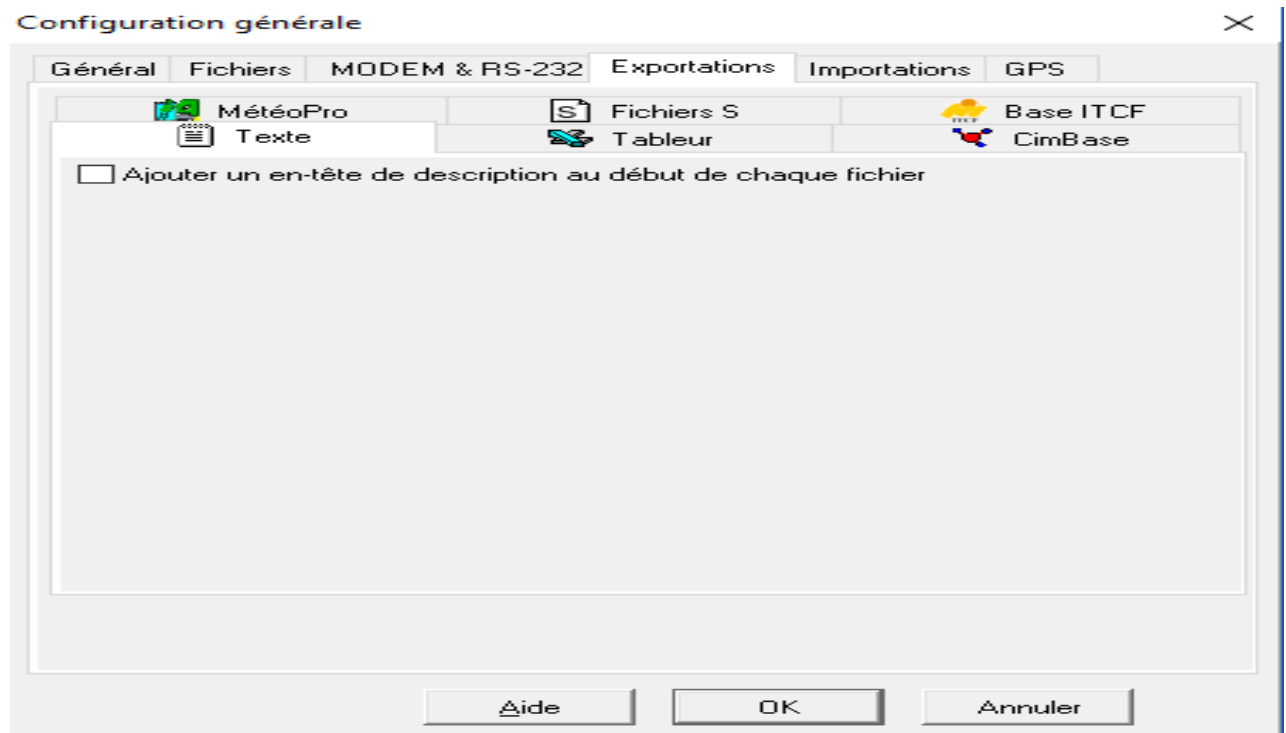 Configuration générale
Général Fichiers MODEM & RS-232 Exportations Importations GPS
MétéoPro S Fichiers S Base ITCF
Texte Tableur CimBase
Ajouter un en-tête de description au début de chaque fichier
Aide OK Annuler